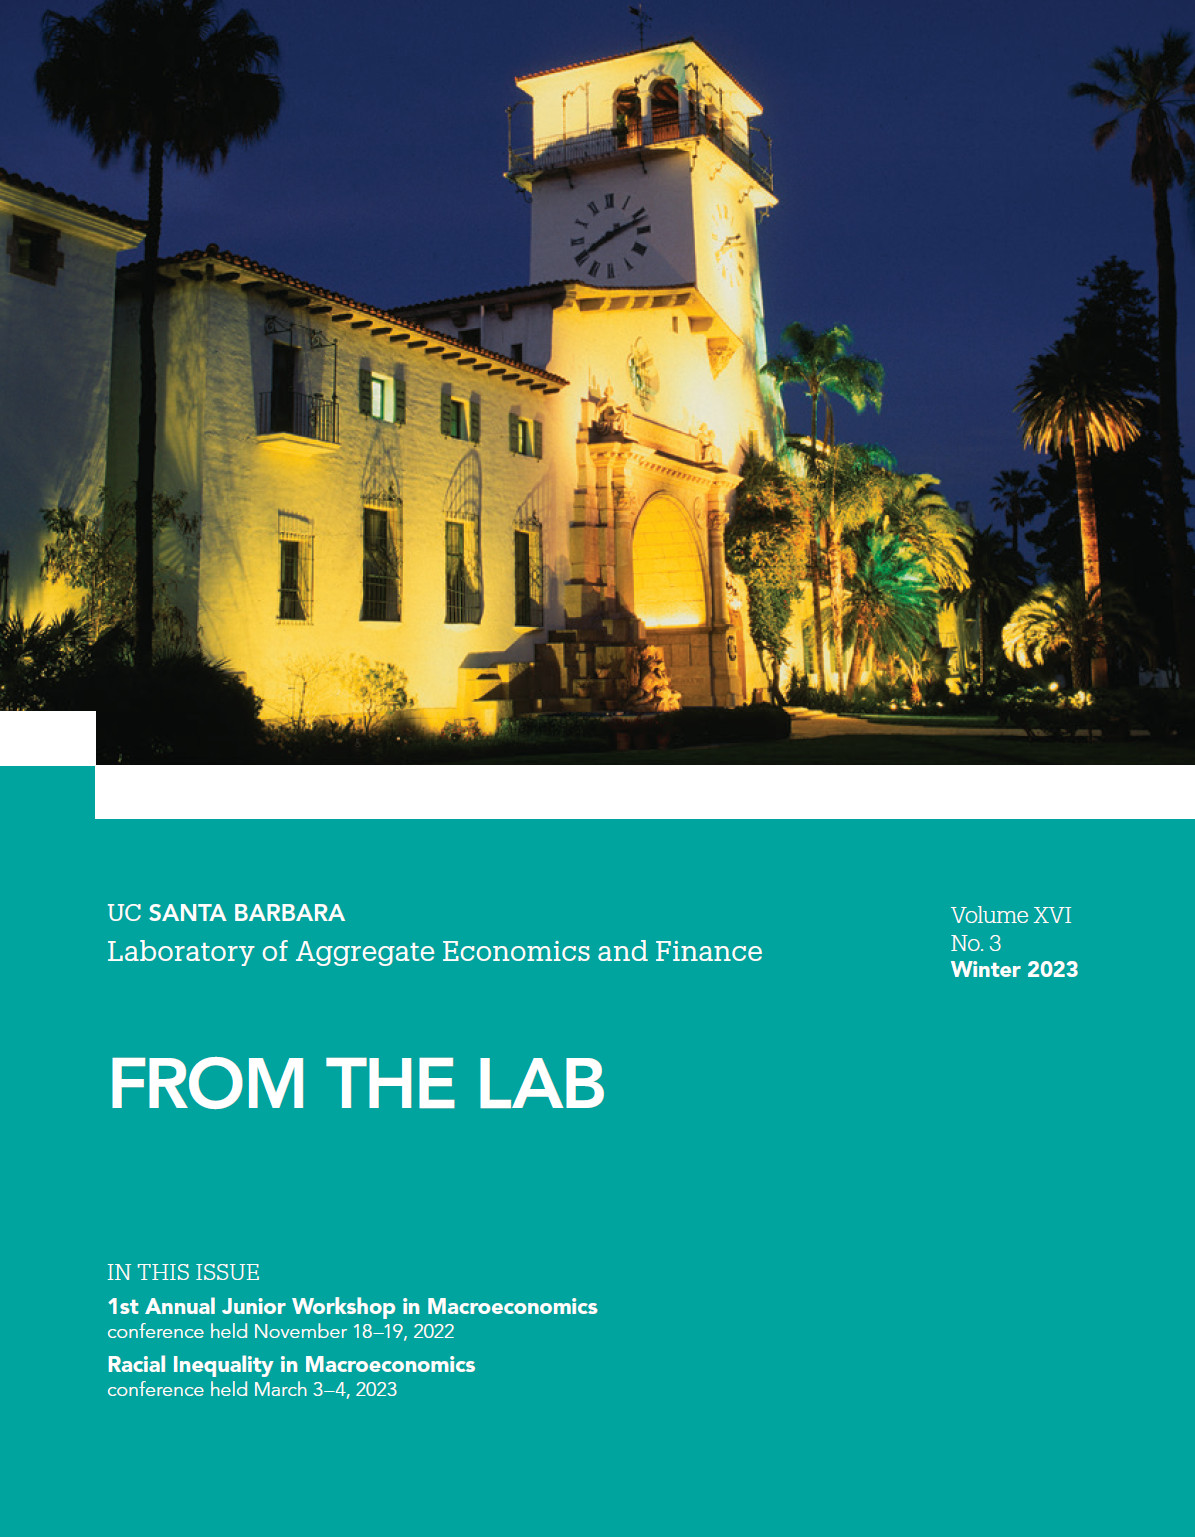 UC SANTA BARBARA
Laboratory of Aggregate Economics and Finance
Volume XVI
No. 3
Winter 2023
FROM THE LAB
IN THIS ISSUE
1st Annual Junior Workshop in Macroeconomics
conference held November 18–19, 2022
Racial Inequality in Macroeconomics
conference held March 3–4, 2023